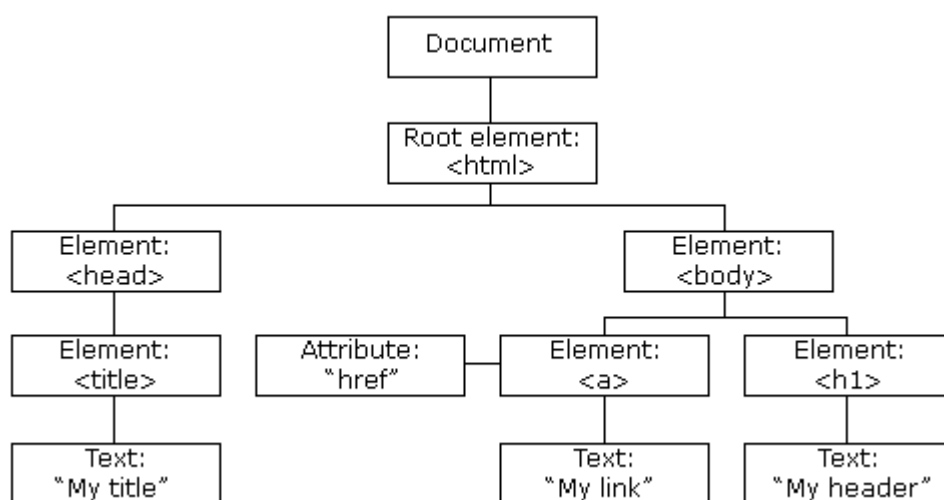 Document
Root element:
<html>
Element:
<head>
Element:
<body>
Element:
<title>
Attribute:
“href”
Element:
<a>
Element:
<h1>
Text:
“My title”
Text:
“My link”
Text:
“My header”